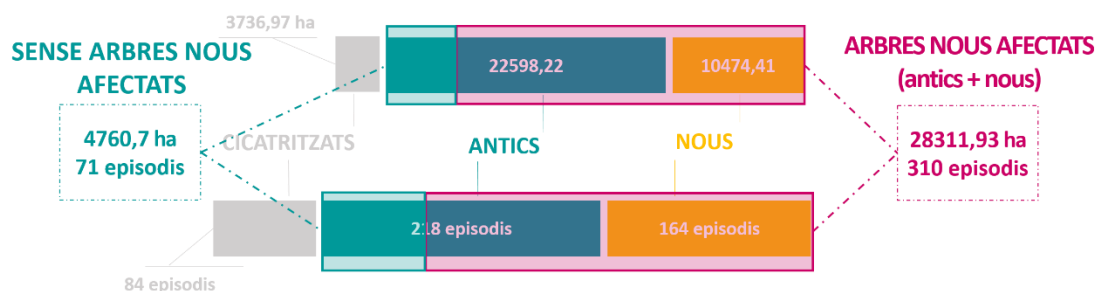 3736,97 ha
SENSE ARBRES NOUS
AFECTATS
4760,7 ha
71 episodis
22598,22
10474,41
ARBRES NOUS AFECTATS
(antics + nous)
28311,93 ha
310 episodis
CICATRITZATS
ANTICS
NOUS
218 episodis
164 episodis
84 episodis